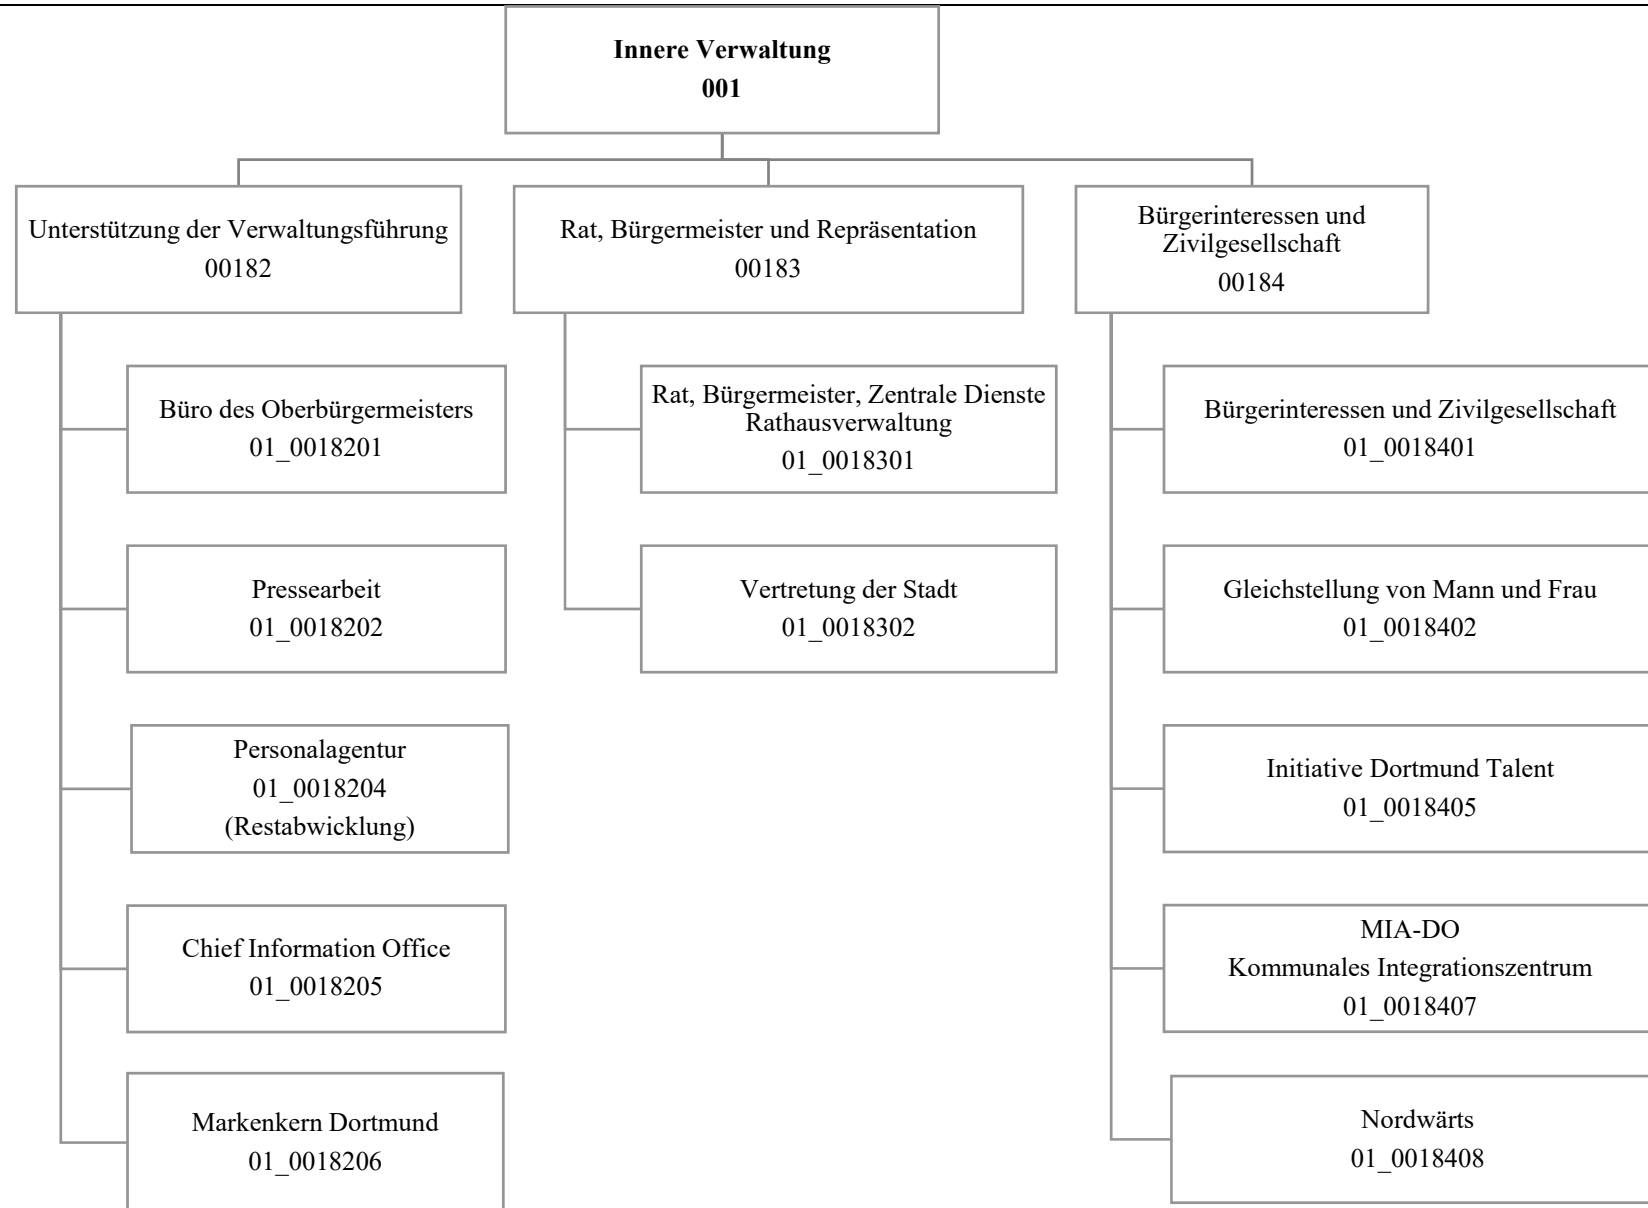 Innere Verwaltung
001
Unterstützung der Verwaltungsführung
00182
Rat, Bürgermeister und Repräsentation
00183
Bürgerinteressen und
Zivilgesellschaft
00184
Büro des Oberbürgermeisters
01_0018201
Pressearbeit
01_0018202
Personalagentur
01_0018204
(Restabwicklung)
Chief Information Office
01_0018205
Markenkern Dortmund
01_0018206
Rat, Bürgermeister, Zentrale Dienste
Rathausverwaltung
01_0018301
Vertretung der Stadt
01_0018302
Bürgerinteressen und Zivilgesellschaft
01_0018401
Gleichstellung von Mann und Frau
01_0018402
Initiative Dortmund Talent
01_0018405
MIA-DO
Kommunales Integrationszentrum
01_0018407
Nordwärts
01_0018408